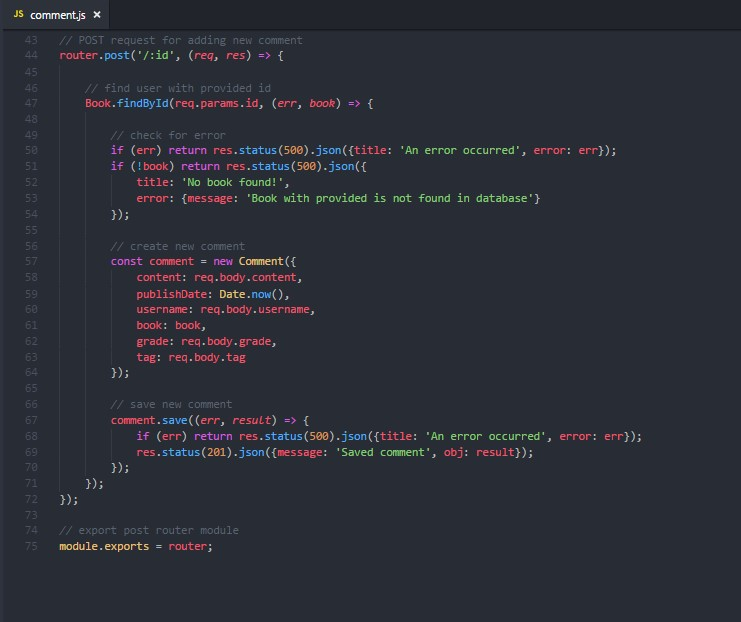 JS comment.js ×
43 // POST request for adding new comment
44 router.post('/:id', (req, res) => {
45
46 // find user with provided id
47 Book.findById(req.params.id, (err, book) => {
48
49 // check for error
50 if (err) return res.status(500).json({title: 'An error occurred', error: err});
51 if (!book) return res.status(500).json({
52 title: 'No book found!',
53 error: {message: 'Book with provided is not found in database'}
54 });
55
56 // create new comment
57 const comment = new Comment({
58 content: req.body.content,
59 publishDate: Date.now(),
60 username: req.body.username,
61 book: book,
62 grade: req.body.grade,
63 tag: req.body.tag
64 });
65
66 // save new comment
67 comment.save((err, result) => {
68 if (err) return res.status(500).json({title: 'An error occurred', error: err});
69 res.status(201).json({message: 'Saved comment', obj: result});
70 });
71 });
72 });
73
74 // export post router module
75 module.exports = router;